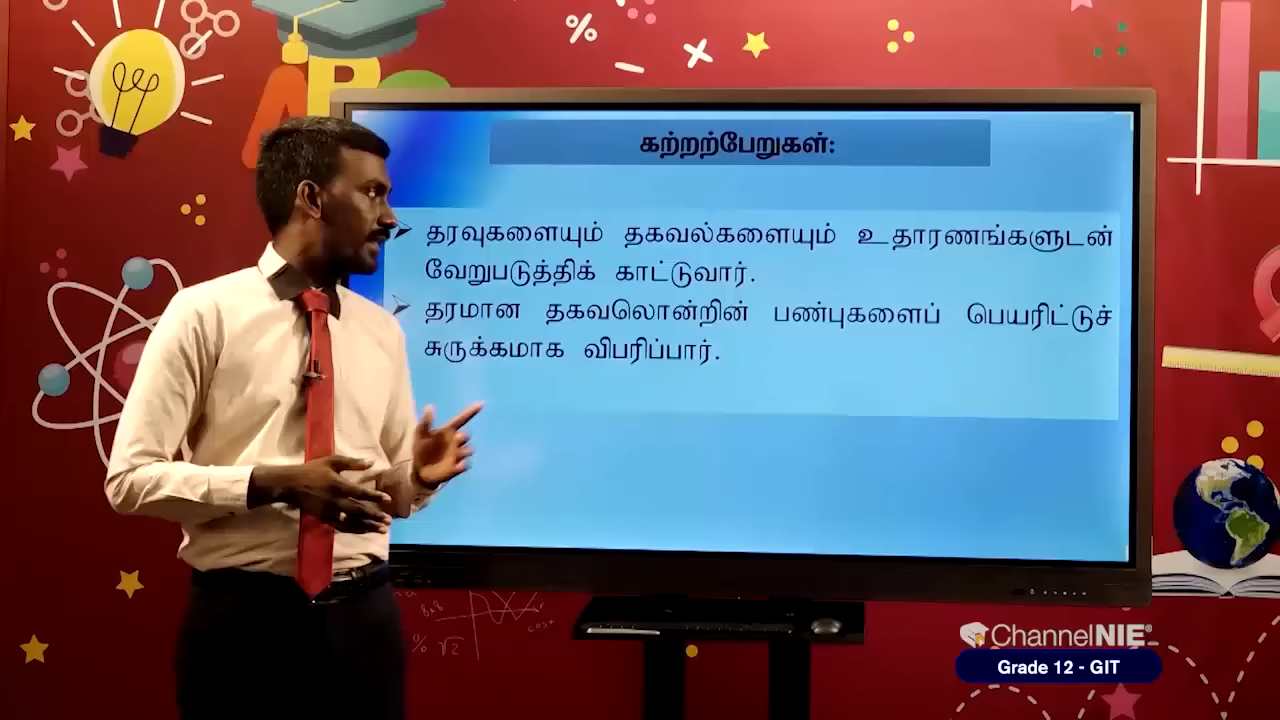 கற்றற்பேறுகள்:
தரவுகளையும் தகவல்களையும் உதாரணங்களுடன்
வேறுபடுத்திக் காட்டுவார்.
தரமான தகவலொன்றின் பண்புகளைப் பெயரிட்டுச்
சுருக்கமாக விபரிப்பார்.
% √2
ChannelNIE®
Grade 12 - GIT